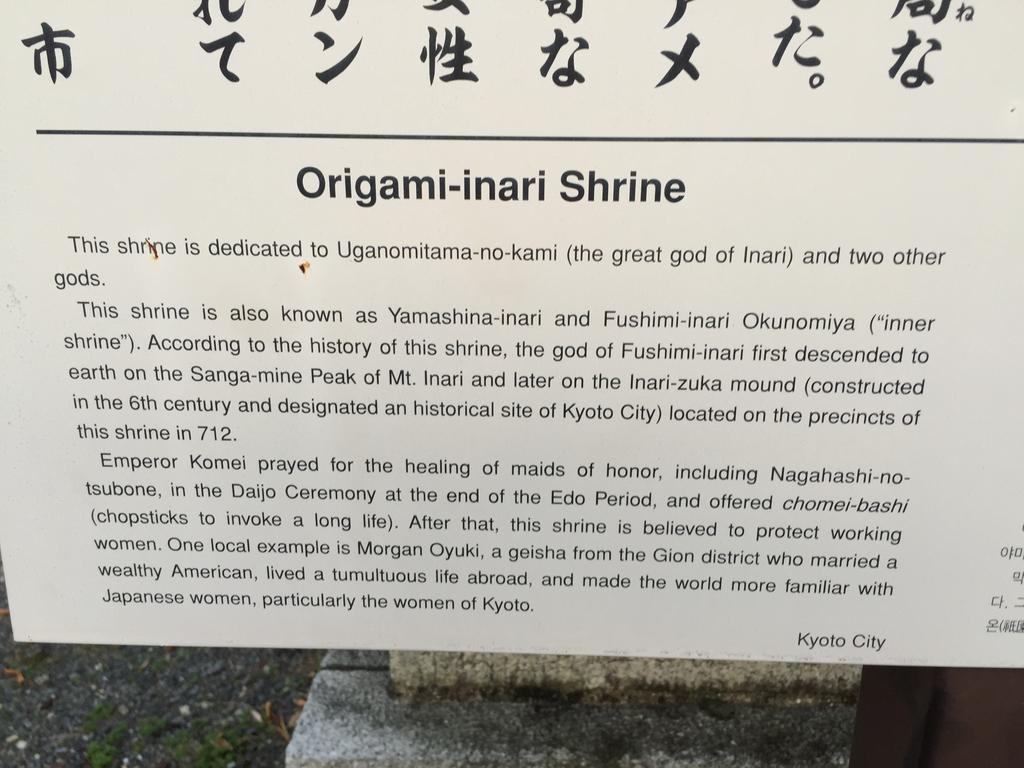 な
た。
メ
な
性
ン
て
市
Origami-inari Shrine
This shrine is dedicated to Uganomitama-no-kami (the great god of Inari) and two other
gods.
This shrine is also known as Yamashina-inari and Fushimi-inari Okunomiya (“inner
shrine”). According to the history of this shrine, the god of Fushimi-inari first descended to
earth on the Sanga-mine Peak of Mt. Inari and later on the Inari-zuka mound (constructed
in the 6th century and designated an historical site of Kyoto City) located on the precincts of
this shrine in 712.
Emperor Komei prayed for the healing of maids of honor, including Nagahashi-no-
tsubone, in the Daijo Ceremony at the end of the Edo Period, and offered chomei-bashi
(chopsticks to invoke a long life). After that, this shrine is believed to protect working
women. One local example is Morgan Oyuki, a geisha from the Gion district who married a
wealthy American, lived a tumultuous life abroad, and made the world more familiar with
Japanese women, particularly the women of Kyoto.
Kyoto City
다. 그
온(祇園